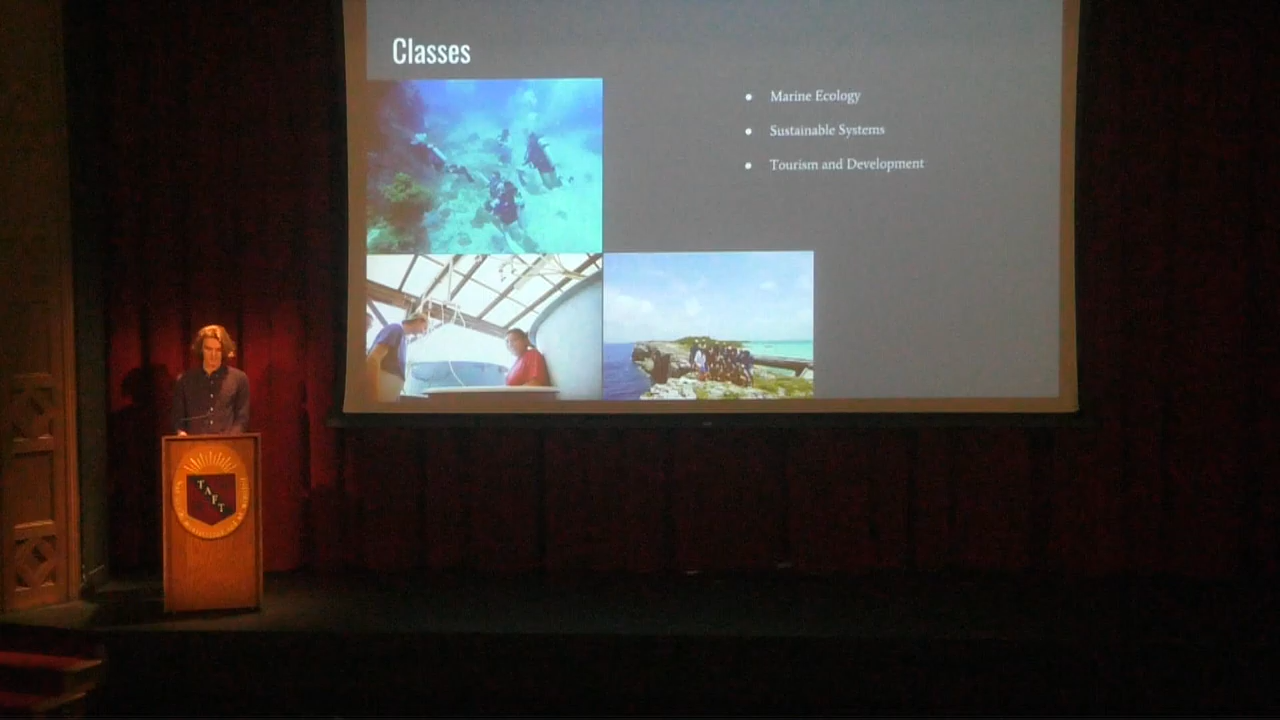 Classes
Marine Ecology
Sustainable Systems
Tourism and Development
TAFT